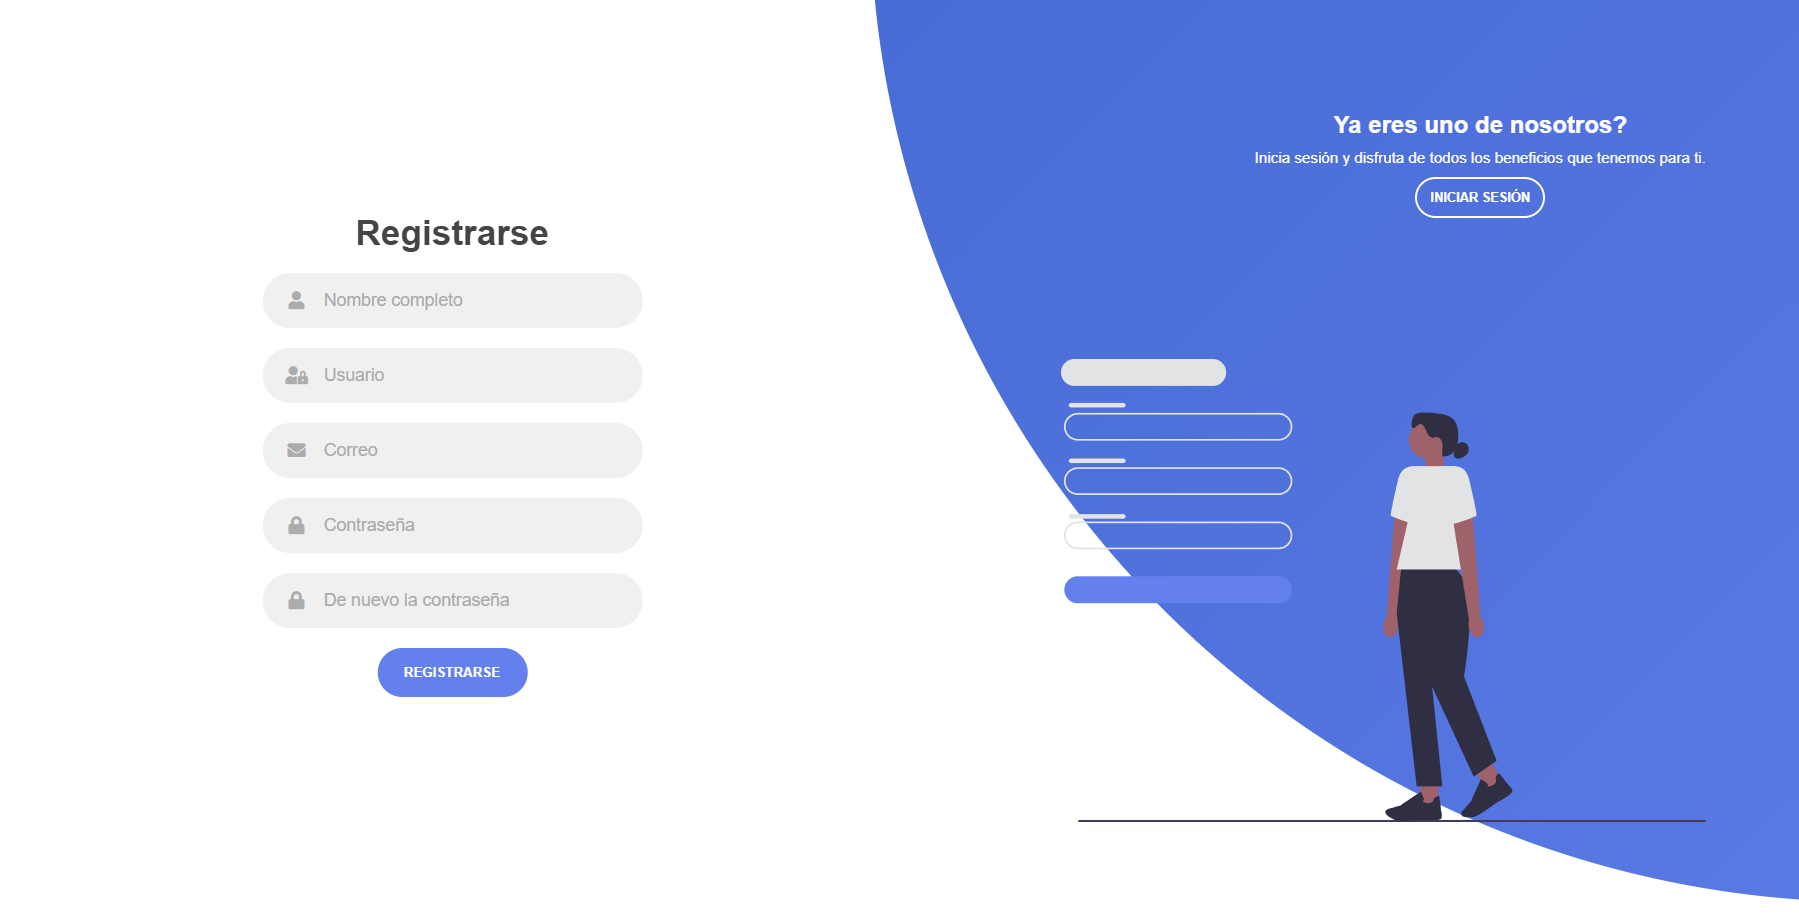 Registrarse
Nombre completo
Usuario
Correo
Contraseña
De nuevo la contraseña
REGISTRARSE
Ya eres uno de nosotros?
Inicia sesión y disfruta de todos los beneficios que tenemos para ti.
INICIAR SESIÓN